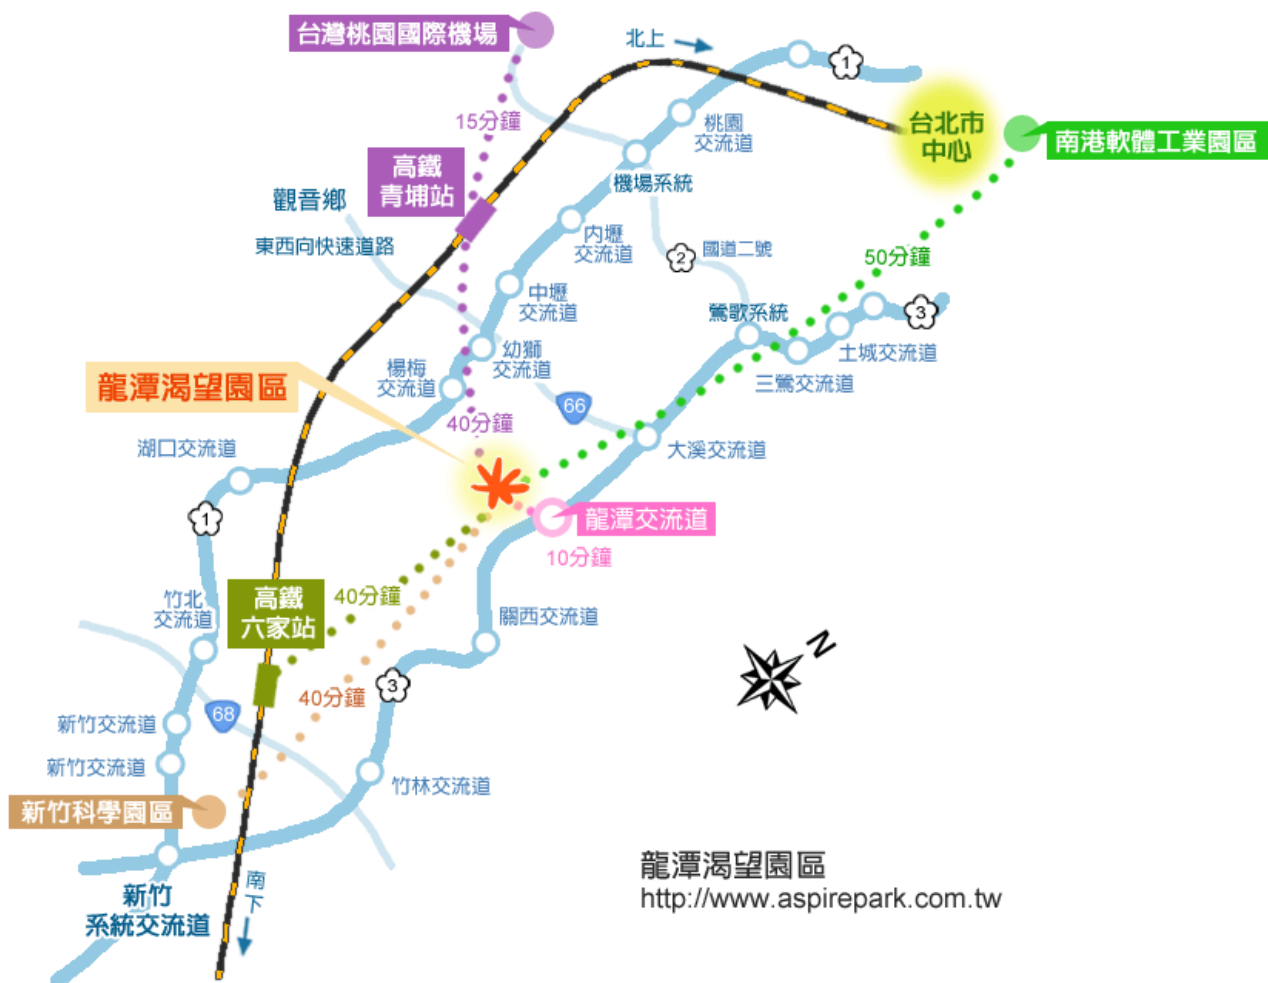 台灣桃園國際機場
北上
1
15分鐘
桃園
交流道
台北市
中心
南港軟體工業園區
高鐵
青埔站
機場系統
觀音鄉
東西向快速道路
內壢
交流道
2
國道二號
50分鐘
中壢
交流道
鶯歌系統
3
土城交流道
三鶯交流道
幼獅
交流道
楊梅
交流道
龍潭渴望園區
66
40分鐘
湖口交流道
大溪交流道
1
龍潭交流道
10分鐘
竹北
交流道
高鐵
六家站
40分鐘
關西交流道
N
40分鐘
3
68
新竹交流道
新竹交流道
竹林交流道
新竹科學園區
新竹
系統交流道
南
下
龍潭渴望園區
http://www.aspirepark.com.tw